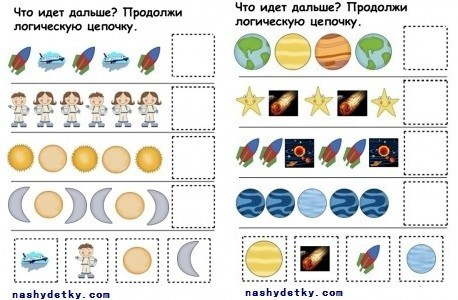 Что идет дальше? Продолжи
логическую цепочку.
nashydetky.com
Что идет дальше? Продолжи
логическую цепочку.
nashydetky.com